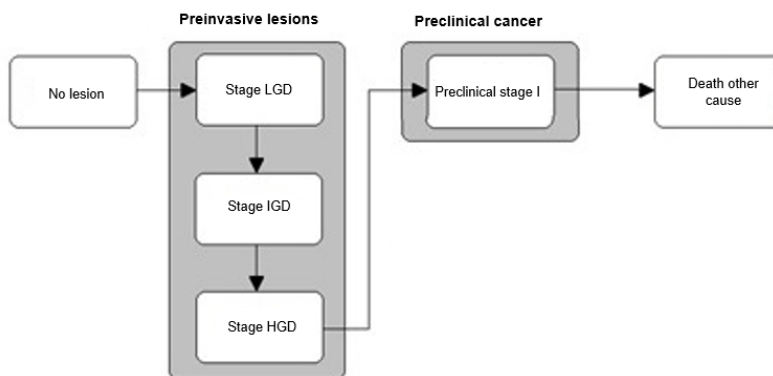 Preinvasive lesions
Preclinical cancer
No lesion
Stage LGD
Preclinical stage I
Death other
cause
Stage IGD
Stage HGD